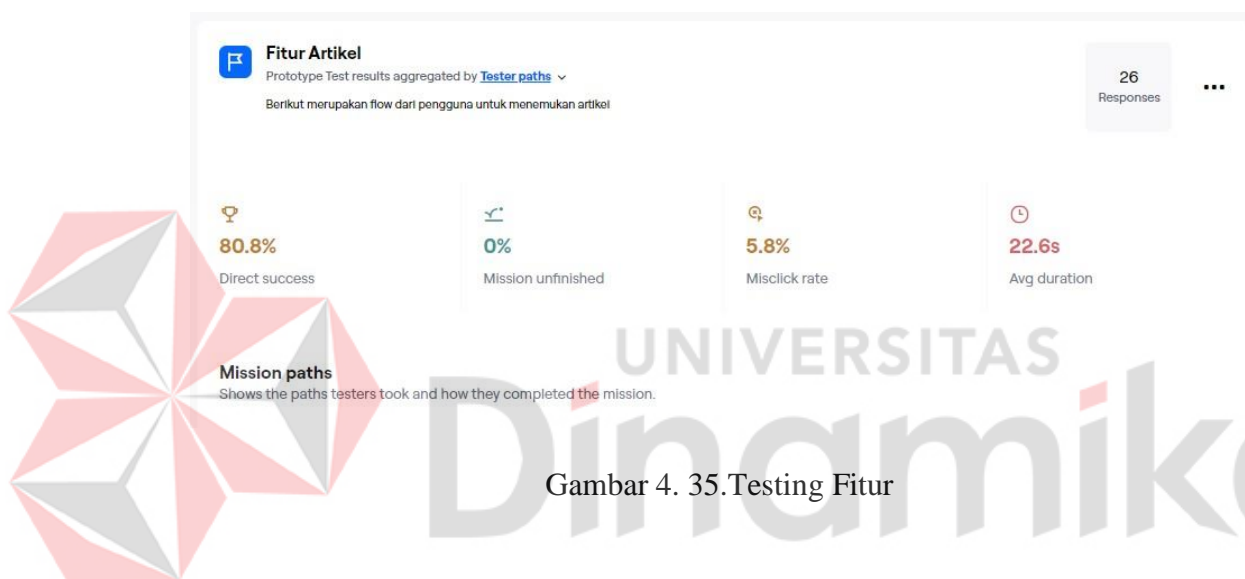 Fitur Artikel
Prototype Test results aggregated by Tester paths
Berikut merupakan flow dari pengguna untuk menemukan artikel
26
Responses
80.8%
Direct success
0%
Mission unfinished
5.8%
Misclick rate
22.6s
Avg duration
UNIVERSITAS
Mission paths
Shows the paths testers took and how they completed the mission.
Dinamik
Gambar 4. 35.Testing Fitur